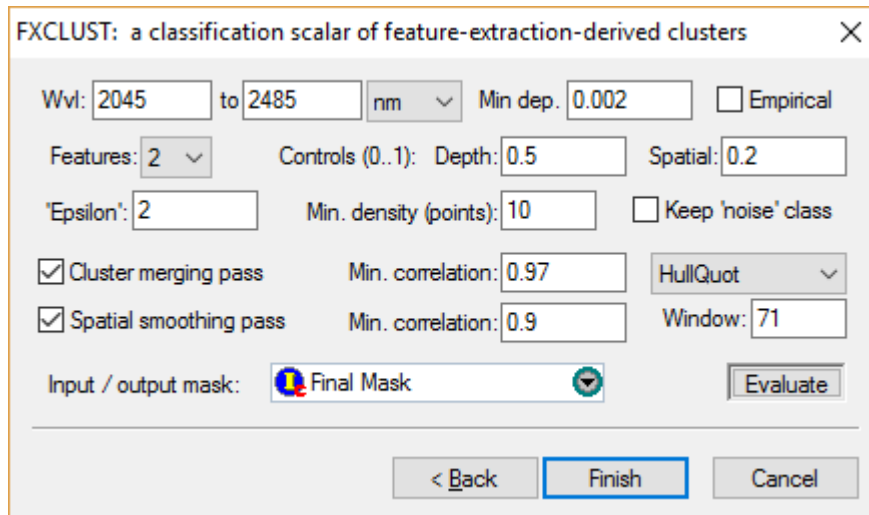 FXCLUST: a classification scalar of feature-extraction-derived clusters
Wvl: 2045 to 2485 nm Min dep. 0.002 Empirical
Features: 2 Controls (0..1): Depth: 0.5 Spatial: 0.2
'Epsilon': 2 Min. density (points): 10 Keep 'noise' class
Cluster merging pass Min. correlation: 0.97 HullQuot
Spatial smoothing pass Min. correlation: 0.9 Window: 71
Input / output mask: Final Mask Evaluate
< Back Finish Cancel